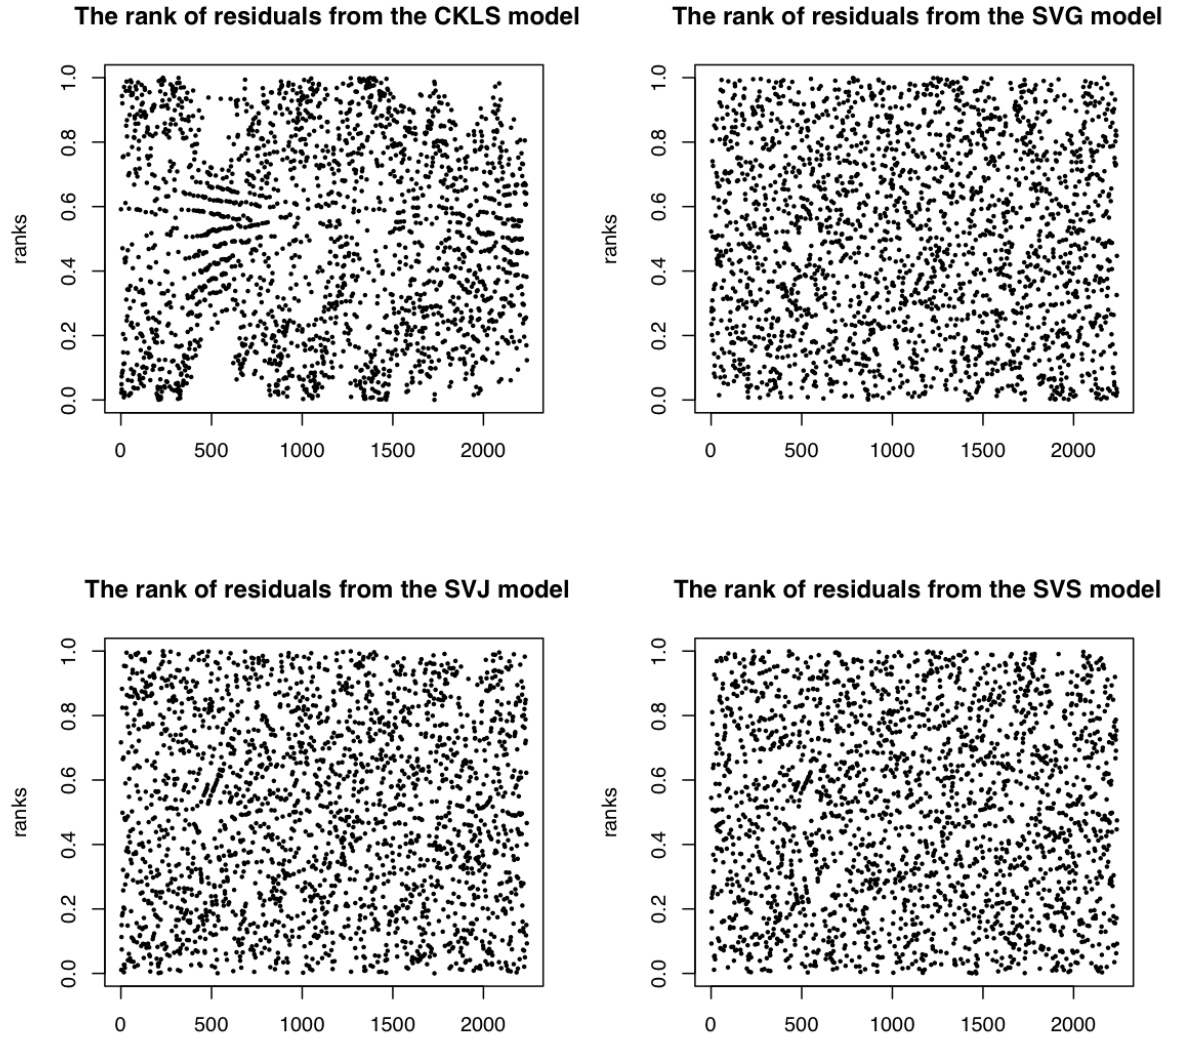 The rank of residuals from the CKLS model
ranks
1.0
0.8
0.6
0.4
0.2
0.0
0 500 1000 1500 2000
The rank of residuals from the SVG model
ranks
1.0
0.8
0.6
0.4
0.2
0.0
0 500 1000 1500 2000
The rank of residuals from the SVJ model
ranks
1.0
0.8
0.6
0.4
0.2
0.0
0 500 1000 1500 2000
The rank of residuals from the SVS model
ranks
1.0
0.8
0.6
0.4
0.2
0.0
0 500 1000 1500 2000